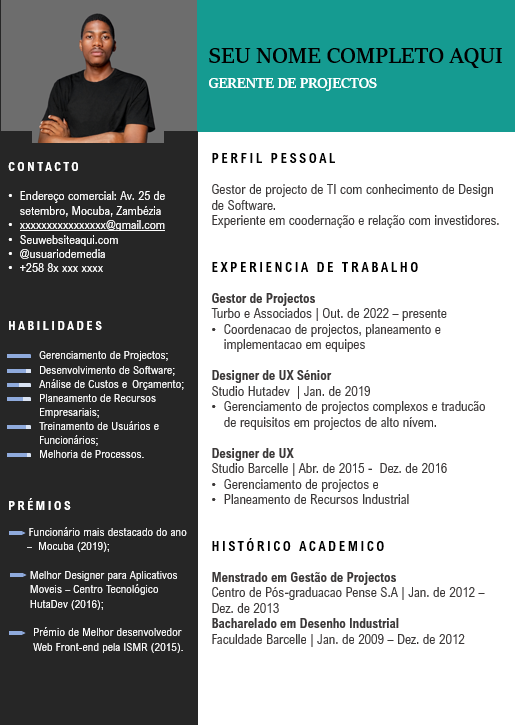 SEU NOME COMPLETO AQUI
GERENTE DE PROJECTOS
CONTACTO
• Endereço comercial: Av. 25 de
setembro, Mocuba, Zambézia
• xxxxxxxxxxxxxxxx@gmail.com
• Seuwebsiteaqui.com
• @usuariodemedia
• +258 8x xxx xxxx
HABILIDADES
Gerenciamento de Projectos;
Desenvolvimento de Software;
Análise de Custos e Orçamento;
Planeamento de Recursos
Empresariais;
Treinamento de Usuários e
Funcionários;
Melhoria de Processos.
PRÉMIOS
Funcionário mais destacado do ano
– Mocuba (2019);
Melhor Designer para Aplicativos
Moveis – Centro Tecnológico
HutaDev (2016);
Prémio de Melhor desenvolvedor
Web Front-end pela ISMR (2015).
PERFIL PESSOAL
Gestor de projecto de TI com conhecimento de Design
de Software.
Experiente em coodernação e relação com investidores.
EXPERIENCIA DE TRABALHO
Gestor de Projectos
Turbo e Associados | Out. de 2022 – presente
• Coordenacao de projectos, planeamento e
implementacao em equipes
Designer de UX Sénior
Studio Hutadev | Jan. de 2019
• Gerenciamento de projectos complexos e traducão
de requisitos em projectos de alto nívem.
Designer de UX
Studio Barcelle | Abr. de 2015 - Dez. de 2016
• Gerenciamento de projectos e
• Planeamento de Recursos Industrial
HISTÓRICO ACADEMICO
Menstrado em Gestão de Projectos
Centro de Pós-graduacao Pense S.A | Jan. de 2012 –
Dez. de 2013
Bacharelado em Desenho Industrial
Faculdade Barcelle | Jan. de 2009 – Dez. de 2012